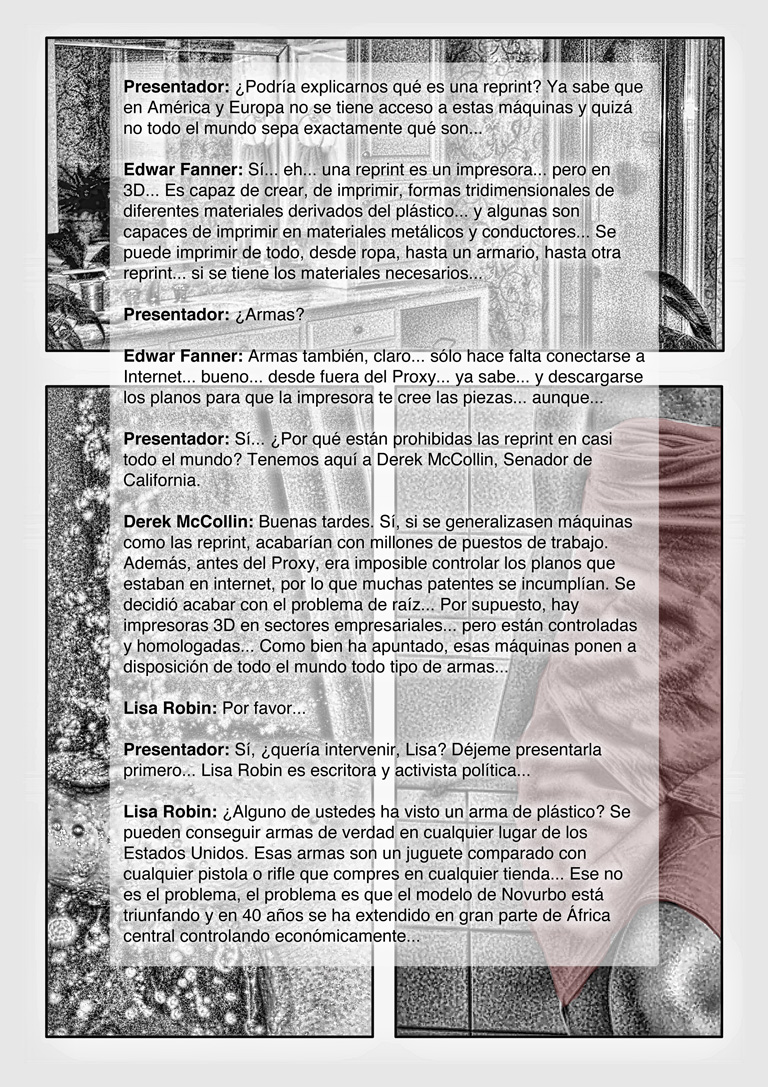 Presentador: ¿Podría explicarnos qué es una reprint? Ya sabe que
en América y Europa no se tiene acceso a estas máquinas y quizá
no todo el mundo sepa exactamente qué son...
Edwar Fanner: Sí... eh... una reprint es un impresora... pero en
3D... Es capaz de crear, de imprimir, formas tridimensionales de
diferentes materiales derivados del plástico... y algunas son
capaces de imprimir en materiales metálicos y conductores... Se
puede imprimir de todo, desde ropa, hasta un armario, hasta otra
reprint... si se tiene los materiales necesarios...
Presentador: ¿Armas?
Edwar Fanner: Armas también, claro... sólo hace falta conectarse a
Internet... bueno... desde fuera del Proxy... ya sabe... y descargarse
los planos para que la impresora te cree las piezas... aunque...
Presentador: Sí... ¿Por qué están prohibidas las reprint en casi
todo el mundo? Tenemos aquí a Derek McCollin, Senador de
California.
Derek McCollin: Buenas tardes. Sí, si se generalizasen máquinas
como las reprint, acabarían con millones de puestos de trabajo.
Además, antes del Proxy, era imposible controlar los planos que
estaban en internet, por lo que muchas patentes se incumplían. Se
decidió acabar con el problema de raíz... Por supuesto, hay
impresoras 3D en sectores empresariales... pero están controladas
y homologadas... Como bien ha apuntado, esas máquinas ponen a
disposición de todo el mundo todo tipo de armas...
Lisa Robin: Por favor...
Presentador: Sí, ¿quería intervenir, Lisa? Déjeme presentarla
primero... Lisa Robin es escritora y activista política...
Lisa Robin: ¿Alguno de ustedes ha visto un arma de plástico? Se
pueden conseguir armas de verdad en cualquier lugar de los
Estados Unidos. Esas armas son un juguete comparado con
cualquier pistola o rifle que compres en cualquier tienda... Ese no
es el problema, el problema es que el modelo de Novurbo está
triunfando y en 40 años se ha extendido en gran parte de África
central controlando económicamente...